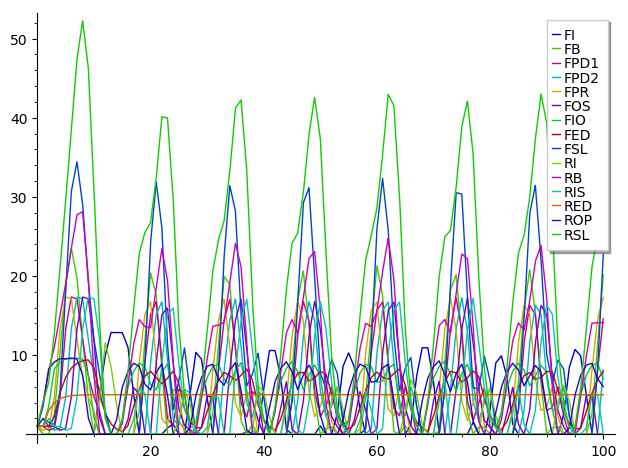 50
40
30
20
10
20
40
60
80
100
FI
FB
FPD1
FPD2
FPR
FOS
FIO
FED
FSL
RI
RB
RIS
RED
ROP
RSL